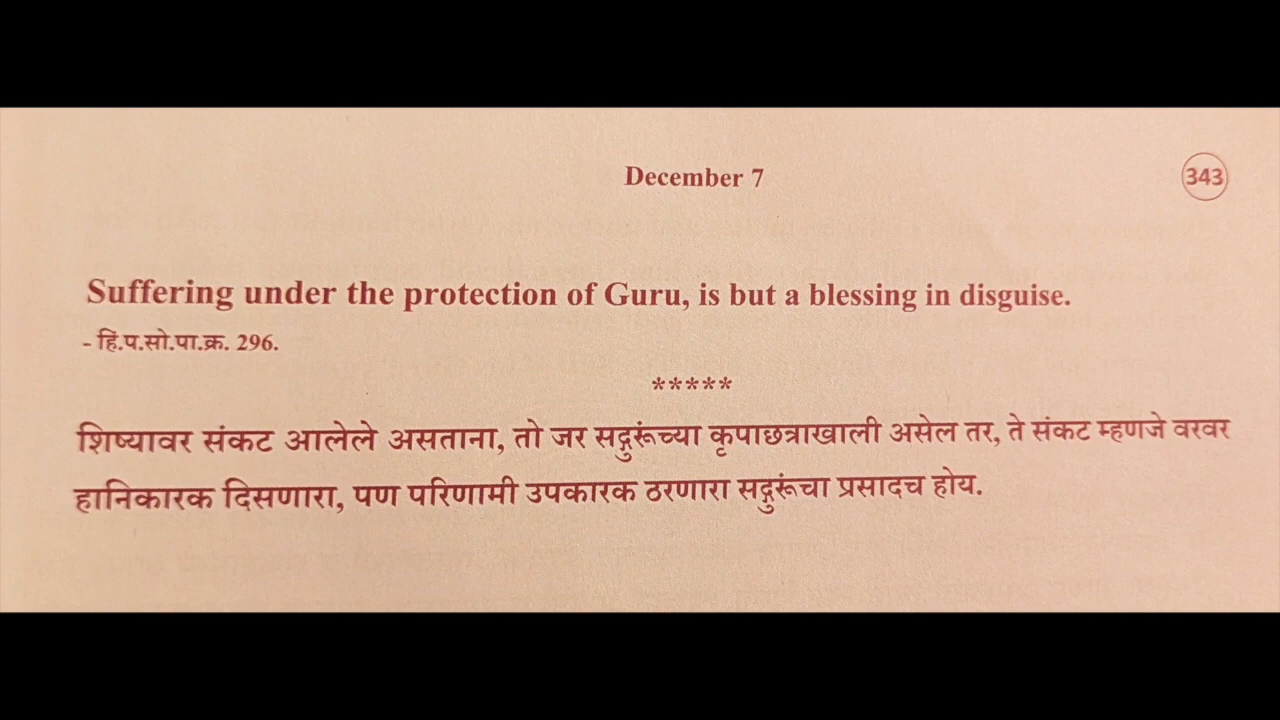 December 7
343
Suffering under the protection of Guru, is but a blessing in disguise.
- हिं.प.सो.पा.क्र. 296.
*****
शिष्यावर संकट आलेले असताना, तो जर सद्गुरूंच्या कृपाछत्राखाली असेल तर, ते संकट म्हणजे वरवर
हानिकारक दिसणारा, पण परिणामी उपकारक ठरणारा सद्गुरूंचा प्रसादच होय.